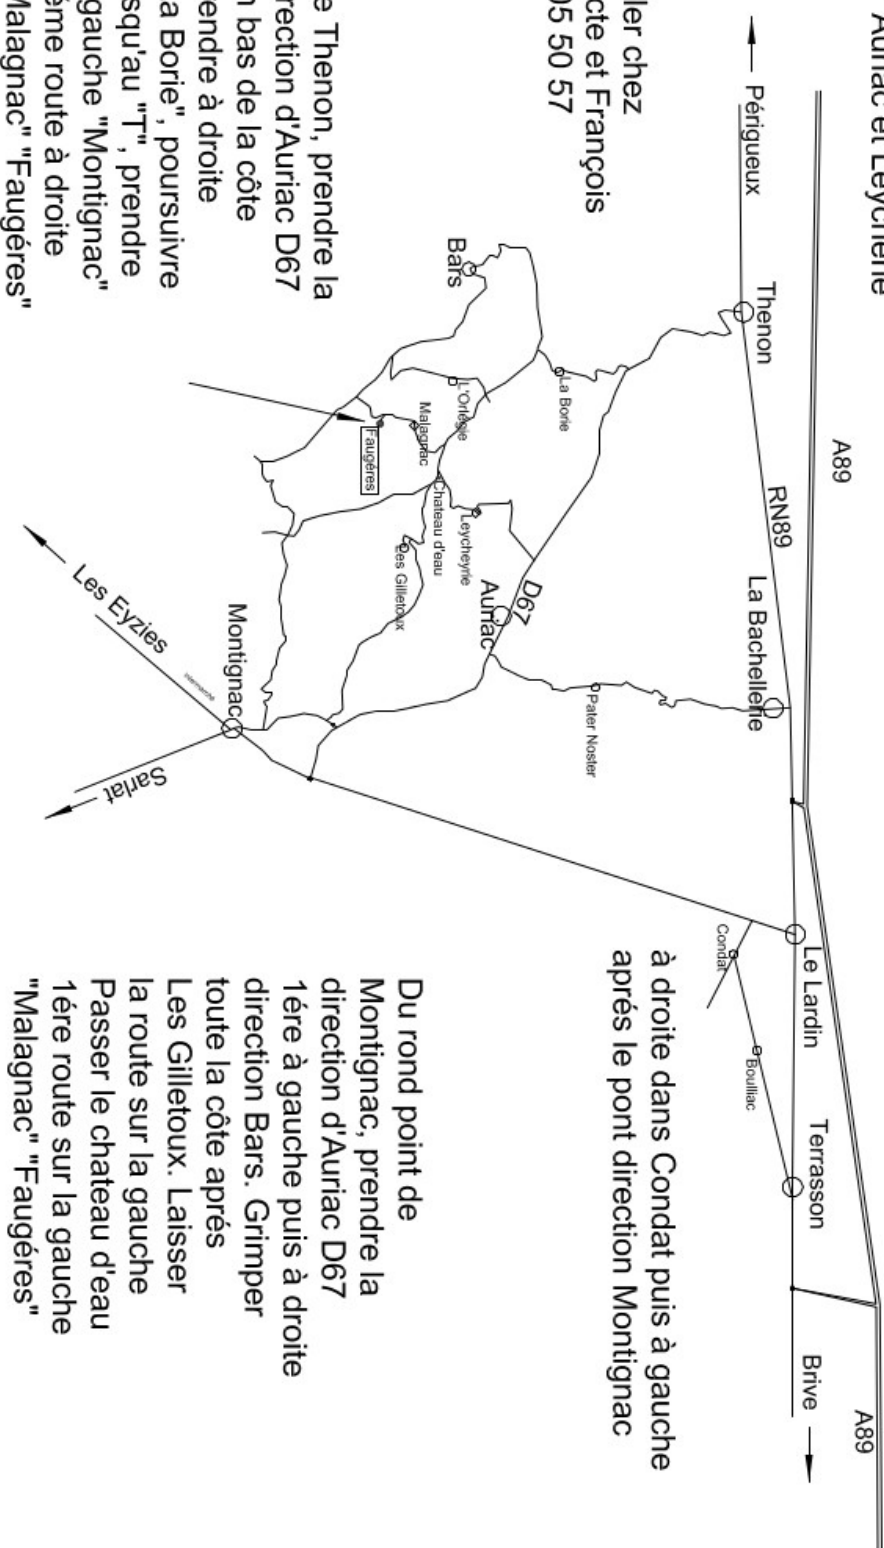 Auriac et Leycherie
A89
A89
Périgueux
Thenon
RN89
La Bachellerie
Le Lardin
Terrasson
Brive
ler chez
cte et François
05 50 57
La Borie
Bars
L'Orlégie
Malagnac
Faugéres
Chateau d'eau
Leycheyrie
Des Gilletoux
D67
Auriac
Pater Noster
Condat
Boulliac
Montignac
Intermarché
Les Eyzies
Sarlat
à droite dans Condat puis à gauche
aprés le pont direction Montignac
e Thenon, prendre la
rection d'Auriac D67
n bas de la côte
rendre à droite
a Borie", poursuivre
squ'au "T", prendre
gauche "Montignac"
ème route à droite
Malagnac" "Faugéres"
Du rond point de
Montignac, prendre la
direction d'Auriac D67
1ére à gauche puis à droite
direction Bars. Grimper
toute la côte aprés
Les Gilletoux. Laisser
la route sur la gauche
Passer le chateau d'eau
1ére route sur la gauche
"Malagnac" "Faugéres"